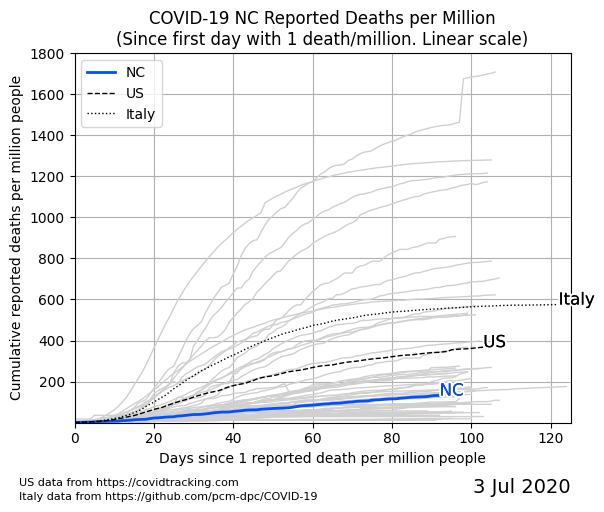 COVID-19 NC Reported Deaths per Million
(Since first day with 1 death/million. Linear scale)
Cumulative reported deaths per million people
1800
1600
1400
1200
1000
800
600
400
200
NC
US
Italy
Italy
US
NC
0
20
40
60
80
100
120
Days since 1 reported death per million people
US data from https://covidtracking.com
Italy data from https://github.com/pcm-dpc/COVID-19
3 Jul 2020